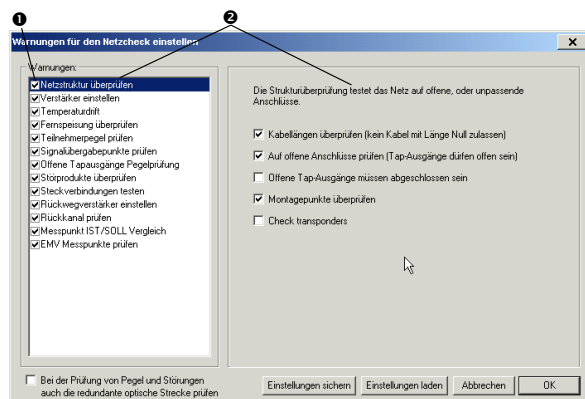 ❶ ❷
Warnungen für den Netzcheck einstellen
Warnungen:
Netzstruktur überprüfen
Verstärker einstellen
Temperaturdrift
Fernspeisung überprüfen
Teilnehmerpegel prüfen
Signalübergabepunkte prüfen
Offene Tapausgänge Pegelprüfung
Störprodukte überprüfen
Steckverbindungen testen
Rückwegverstärker einstellen
Rückkanal prüfen
Messpunkt IST/SOLL Vergleich
EMV Messpunkte prüfen
Die Strukturüberprüfung testet das Netz auf offene, oder unpassende
Anschlüsse.
Kabellängen überprüfen (kein Kabel mit Länge Null zulassen)
Auf offene Anschlüsse prüfen (Tap-Ausgänge dürfen offen sein)
Offene Tap-Ausgänge müssen abgeschlossen sein
Montagepunkte überprüfen
Check transponders
Bei der Prüfung von Pegel und Störungen
auch die redundante optische Strecke prüfen
Einstellungen sichern Einstellungen laden Abbrechen OK